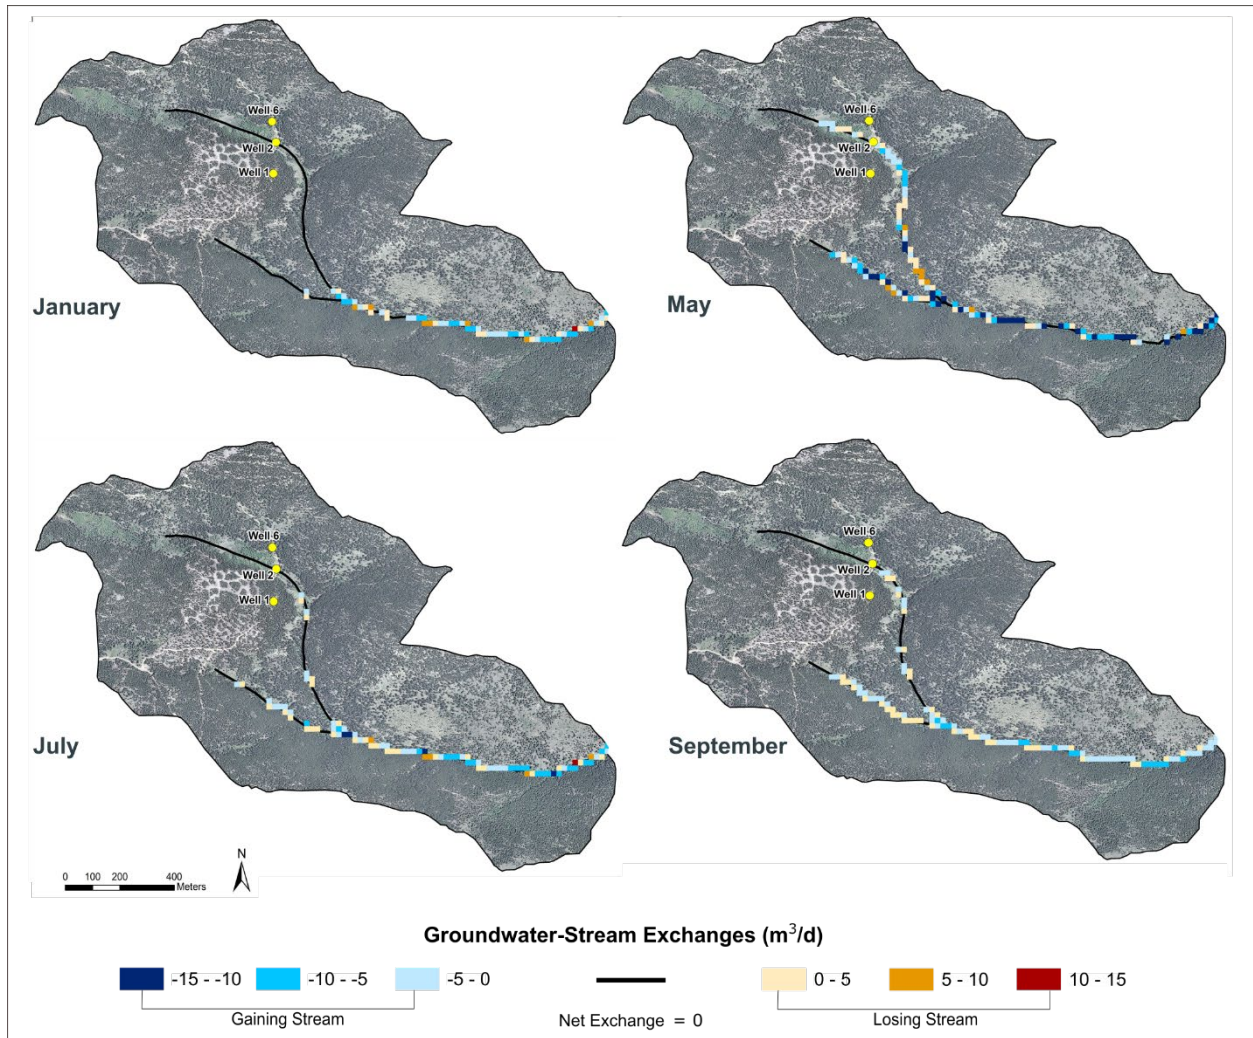 Well 6
Well 2
Well 1
January
Well 6
Well 2
Well 1
May
Well 6
Well 2
Well 1
July
Well 6
Well 2
Well 1
September
N
0 100 200 400
Meters
Groundwater-Stream Exchanges (m³/d)
-15 - -10 -10 - -5 -5 - 0 0 - 5 5 - 10 10 - 15
Gaining Stream Net Exchange = 0 Losing Stream